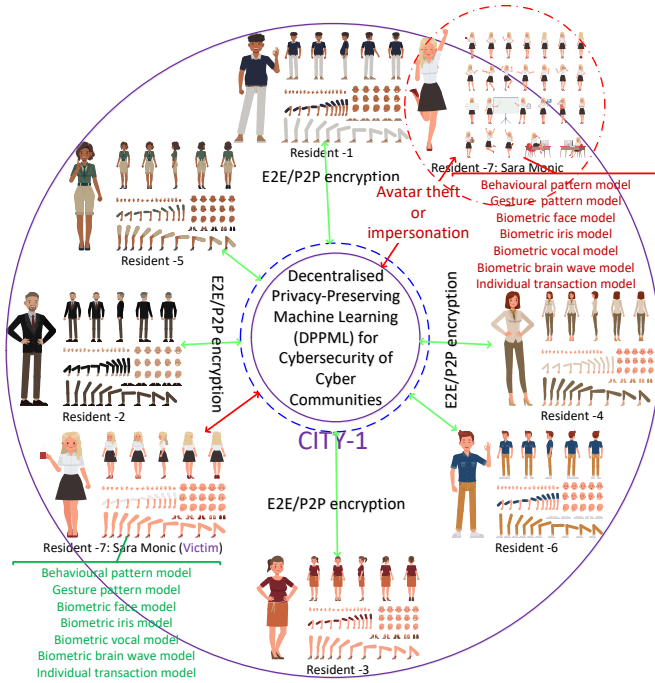 Resident -1
E2E/P2P encryption
Resident -7: Sara Monic
Avatar theft
or
impersonation
Behavioural pattern model
Gesture pattern model
Biometric face model
Biometric iris model
Biometric vocal model
Biometric brain wave model
Individual transaction model
Resident -5
E2E/P2P encryption
Decentralised
Privacy-Preserving
Machine Learning
(DPPML) for
Cybersecurity of
Cyber
Communities
E2E/P2P encryption
Resident -2
Resident -4
CITY-1
Resident -7: Sara Monic (Victim)
Behavioural pattern model
Gesture pattern model
Biometric face model
Biometric iris model
Biometric vocal model
Biometric brain wave model
Individual transaction model
E2E/P2P encryption
Resident -6
Resident -3